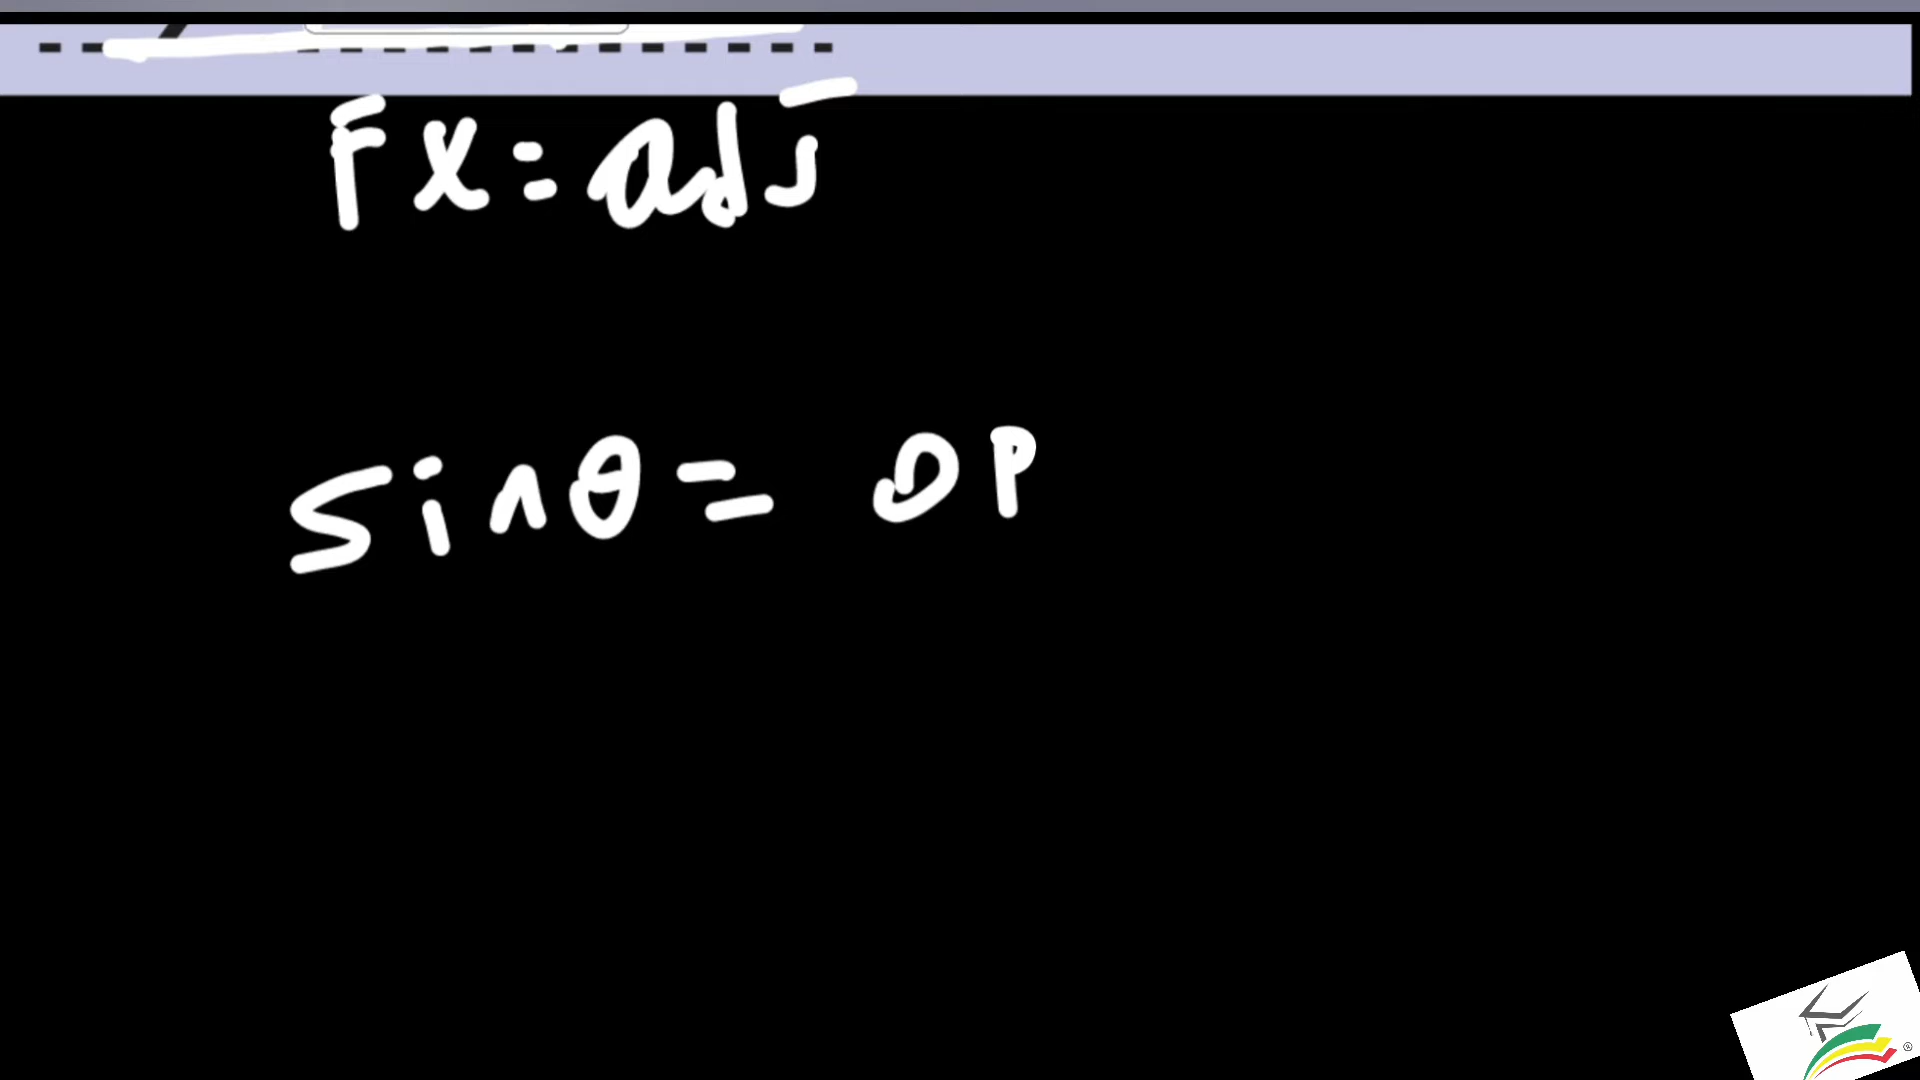 Fx = adj
sinθ = op